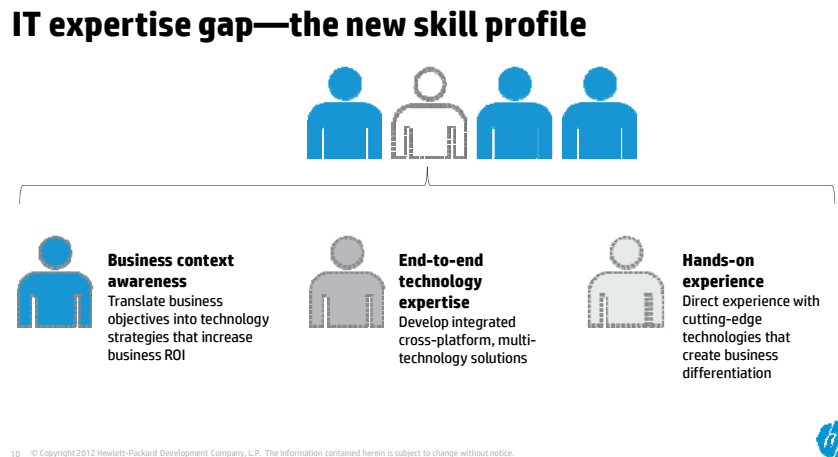 IT expertise gap—the new skill profile
Business context
awareness
Translate business
objectives into technology
strategies that increase
business ROI
End-to-end
technology
expertise
Develop integrated
cross-platform, multi-
technology solutions
Hands-on
experience
Direct experience with
cutting-edge
technologies that
create business
differentiation
10 © Copyright 2012 Hewlett-Packard Development Company, L.P. The information contained herein is subject to change without notice.